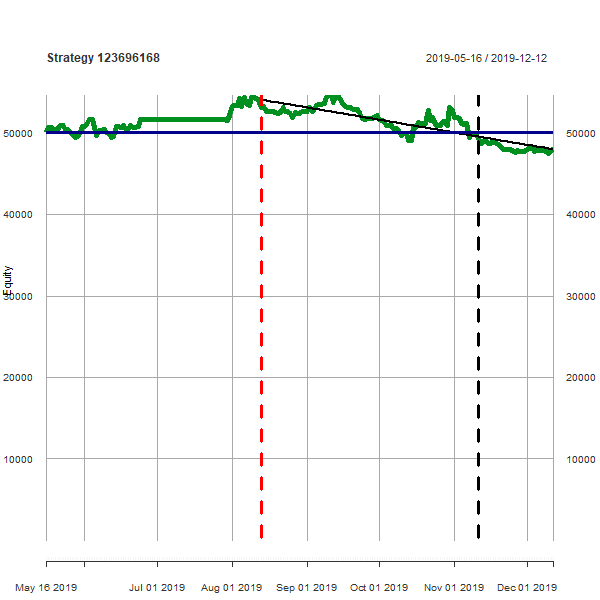 Strategy 123696168
2019-05-16 / 2019-12-12
50000 50000
40000 40000
Equity
30000 30000
20000 20000
10000 10000
May 16 2019 Jul 01 2019 Aug 01 2019 Sep 01 2019 Oct 01 2019 Nov 01 2019 Dec 01 2019